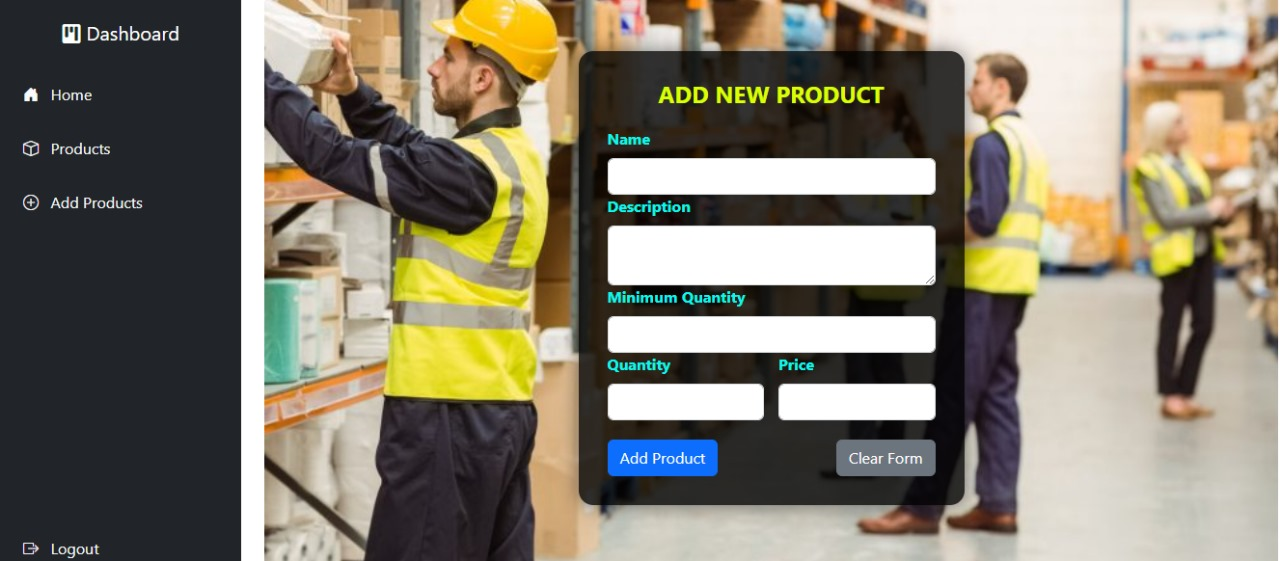 Dashboard
Home
Products
Add Products
Logout
ADD NEW PRODUCT
Name
Description
Minimum Quantity
Quantity Price
Add Product Clear Form